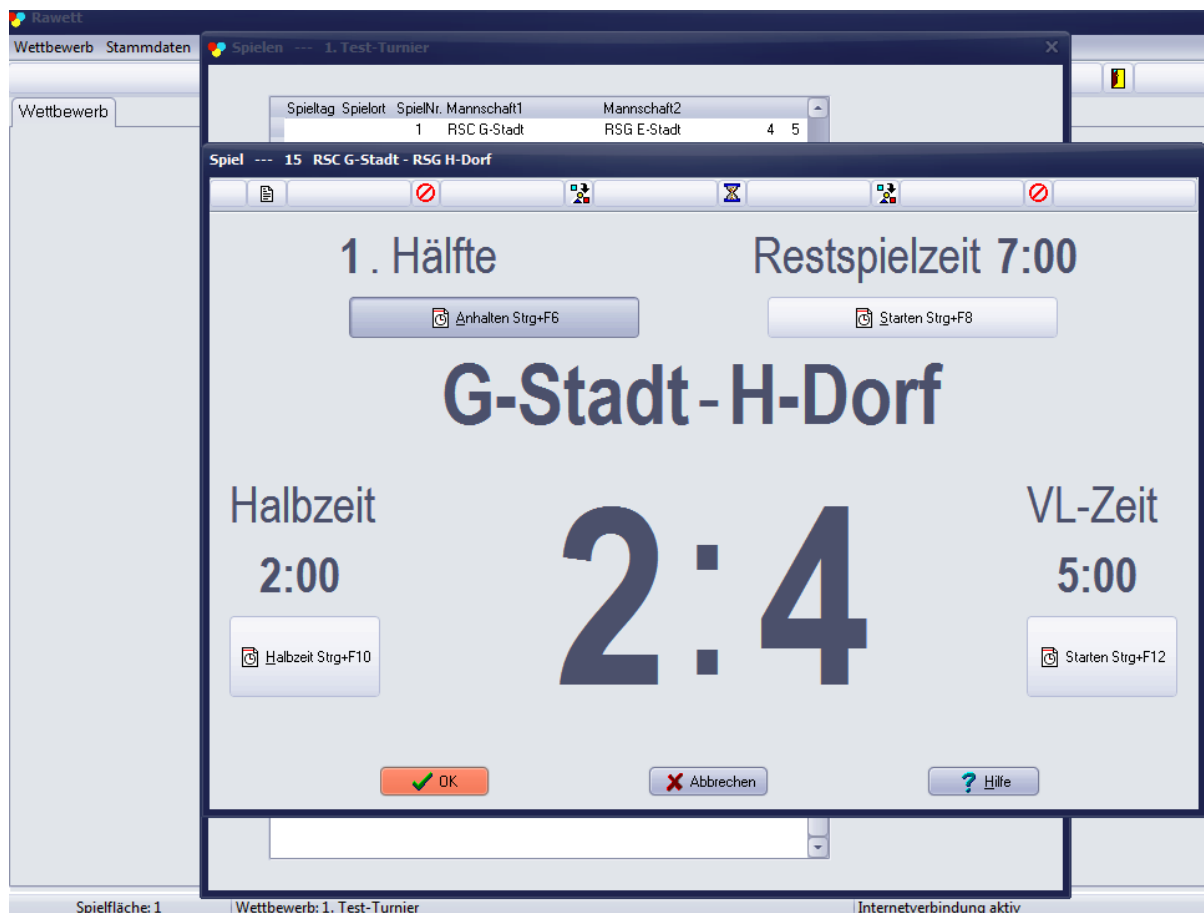 Rawett
Wettbewerb Stammdaten
Spielen --- 1. Test-Turnier
Wettbewerb
Spieltag Spielort SpielNr. Mannschaft1 Mannschaft2
1 RSC G-Stadt RSG E-Stadt 4 5
Spiel --- 15 RSC G-Stadt - RSG H-Dorf
1 . Hälfte Restspielzeit 7:00
Anhalten Strg+F6 Starten Strg+F8
G-Stadt - H-Dorf
Halbzeit 2:4 VL-Zeit
2:00 5:00
Halbzeit Strg+F10 Starten Strg+F12
OK Abbrechen Hilfe
Spielfläche: 1 Wettbewerb: 1. Test-Turnier Internetverbindung aktiv